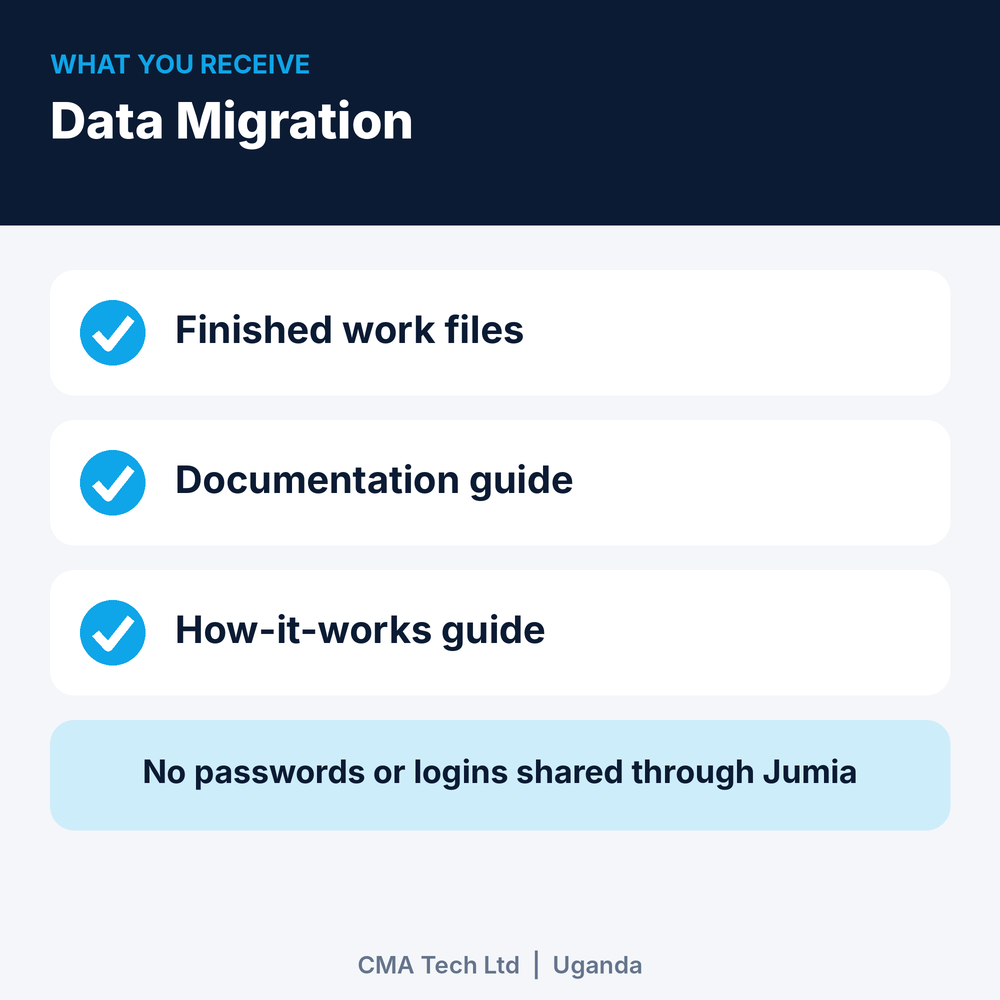 WHAT YOU RECEIVE
Data Migration
Finished work files
Documentation guide
How-it-works guide
No passwords or logins shared through Jumia
CMA Tech Ltd | Uganda